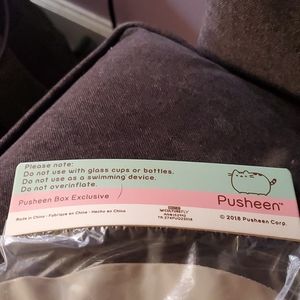 Please note:
Do not use with glass cups or bottles.
Do not use as a swimming device.
Do not overinflate.
Pusheen Box Exclusive
Made in China - Fabriqué en Chine - Hecho en China
CULTUREFLY
Pusheen
© 2018 Pusheen Corp.